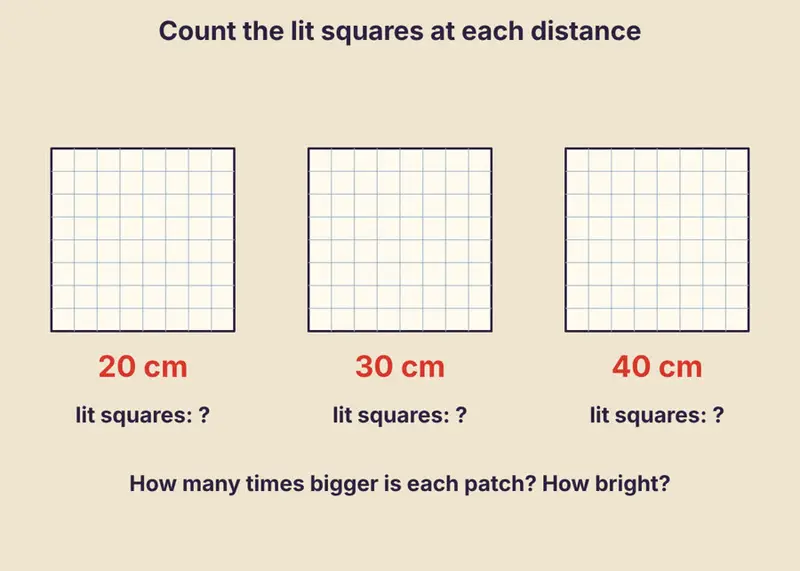 Count the lit squares at each distance
20 cm
30 cm
40 cm
lit squares: ?
lit squares: ?
lit squares: ?
How many times bigger is each patch? How bright?